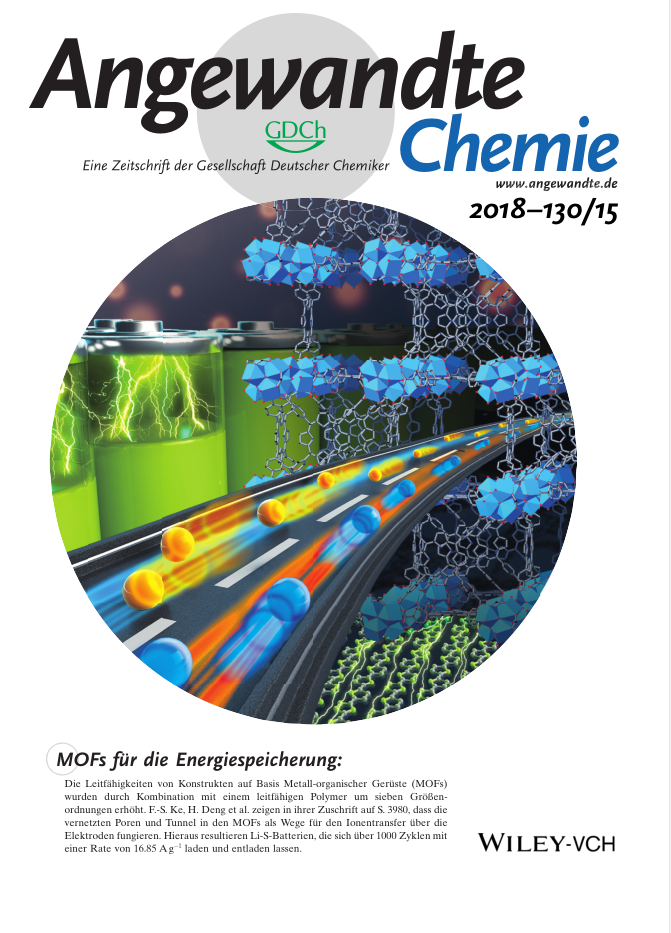 Angewandte
GDCh
Chemie
Eine Zeitschrift der Gesellschaft Deutscher Chemiker
www.angewandte.de
2018–130/15
MOFs für die Energiespeicherung:
Die Leitfähigkeiten von Konstrukten auf Basis Metall-organischer Gerüste (MOFs)
wurden durch Kombination mit einem leitfähigen Polymer um sieben Größen-
ordnungen erhöht. F.-S. Ke, H. Deng et al. zeigen in ihrer Zuschrift auf S. 3980, dass die
vernetzten Poren und Tunnel in den MOFs als Wege für den Ionentransfer über die
Elektroden fungieren. Hieraus resultieren Li-S-Batterien, die sich über 1000 Zyklen mit
einer Rate von 16.85 A g⁻¹ laden und entladen lassen.
WILEY-VCH